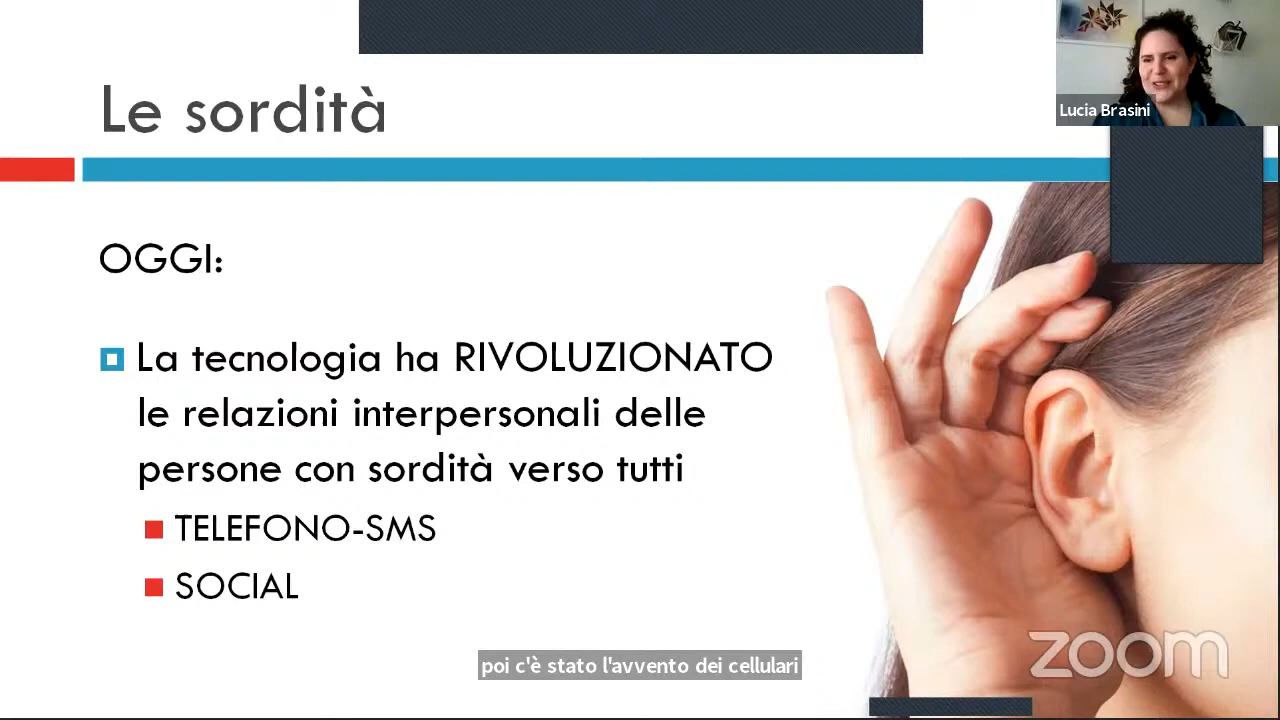 Le sordità
Lucia Brasini
OGGI:
La tecnologia ha RIVOLUZIONATO
le relazioni interpersonali delle
persone con sordità verso tutti
TELEFONO-SMS
SOCIAL
zoom
poi c'è stato l'avvento dei cellulari